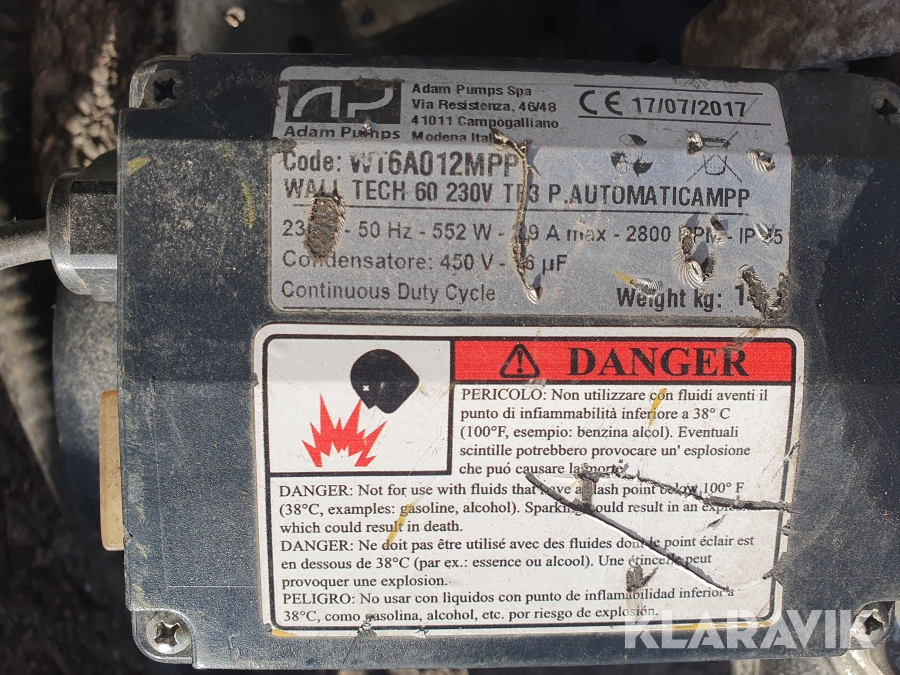 Adam Pumps
Adam Pumps Spa
Via Resistenza, 46/48
41011 Campogalliano
Modena Italy
CE 17/07/2017
Code: WT6A012MPP
WALL TECH 60 230V TP3 P.AUTOMATICAMPP
50 Hz - 552 W - A max - 2800 RPM -
Condensatore: 450 V - µF
Continuous Duty Cycle
Weight kg:
DANGER
PERICOLO: Non utilizzare con fluidi aventi il
punto di infiammabilità inferiore a 38° C
(100°F, esempio: benzina alcol). Eventuali
scintille potrebbero provocare un' esplosione
che puó causare la morte.
DANGER: Not for use with fluids that have a flash point below 100° F
(38°C, examples: gasoline, alcohol). Sparking could result in an explosion
which could result in death.
DANGER: Ne doit pas être utilisé avec des fluides dont le point éclair est
en dessous de 38°C (par ex.: essence ou alcool). Une étincelle peut
provoquer une explosion.
PELIGRO: No usar con liquidos con punto de inflamabilidad inferior a
38°C, como gasolina, alcohol, etc. por riesgo de explosión.
KLARAVIK